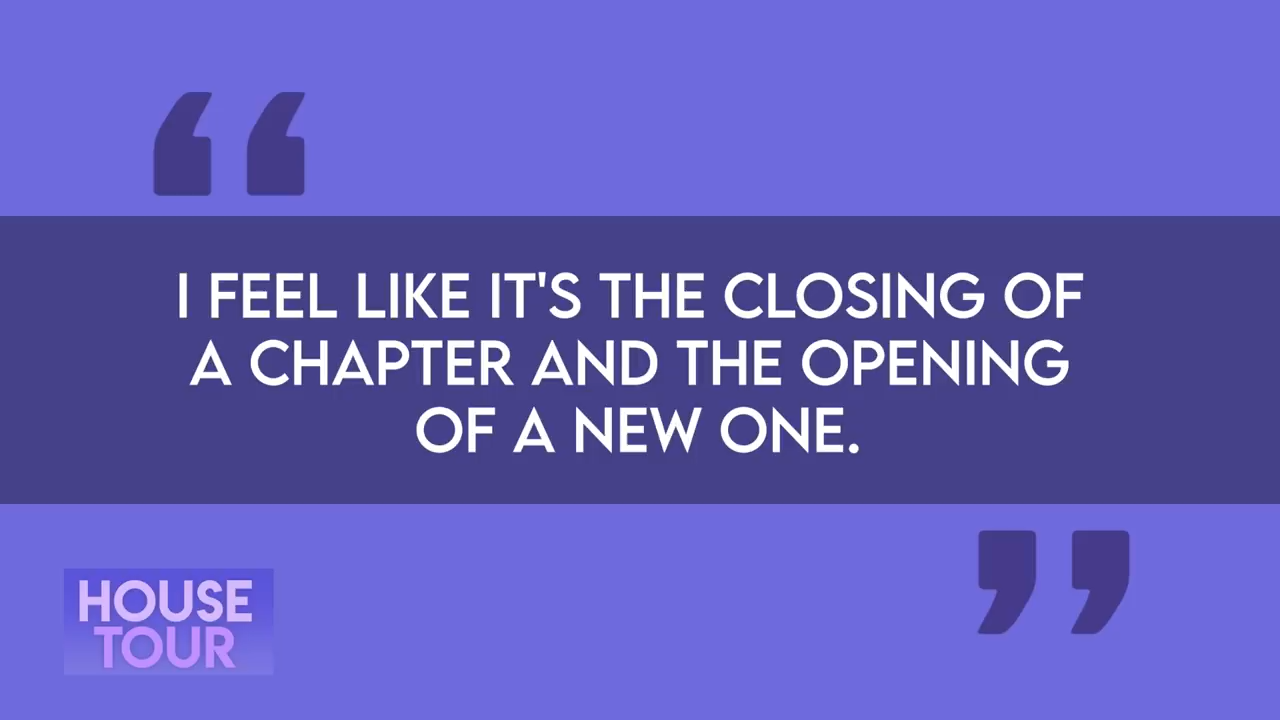 “
I FEEL LIKE IT'S THE CLOSING OF
A CHAPTER AND THE OPENING
OF A NEW ONE.
”
HOUSE
TOUR